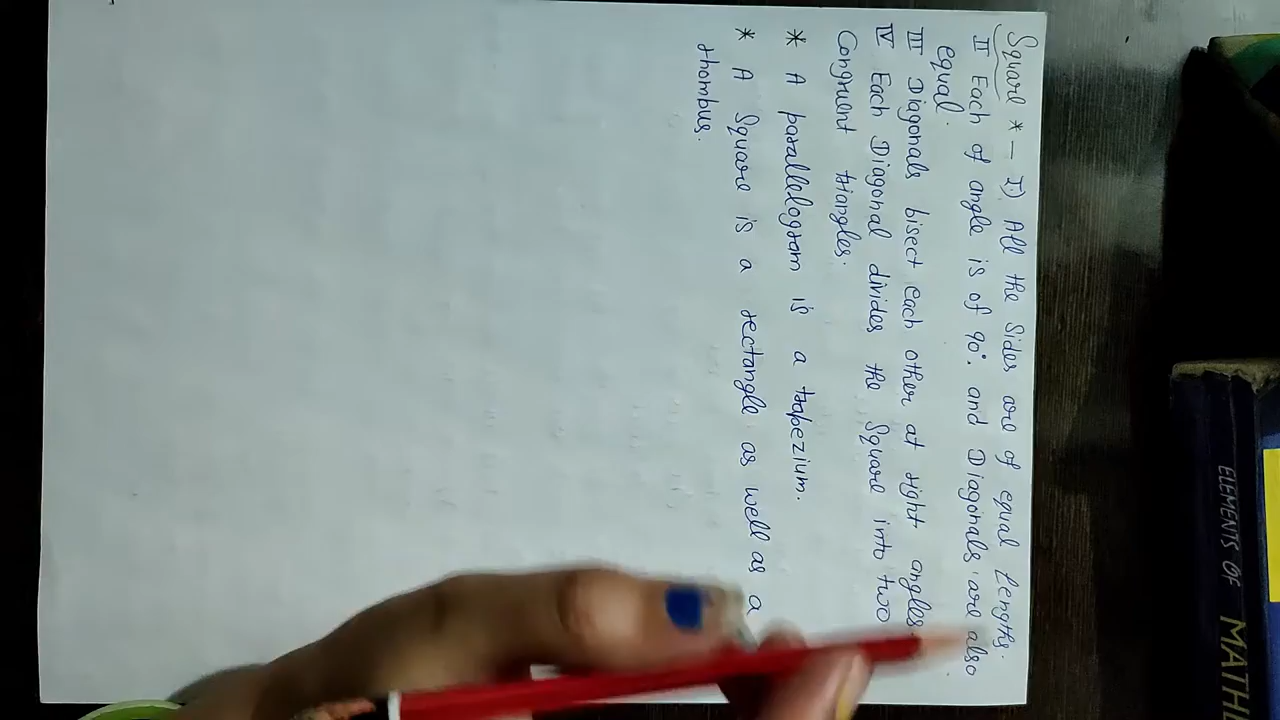 Square * — I) All the sides are of equal lengths.
II Each of angle is of 90°. and Diagonals are also
equal.
III Diagonals bisect each other at right angles
IV Each Diagonal divides the Square into two
Congruent triangles.
* A parallelogram is a trapezium.
* A Square is a rectangle as well as a
rhombus.
ELEMENTS OF MATH